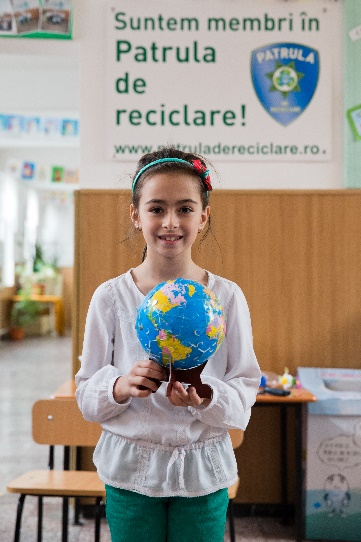 Suntem membri în
Patrula
de
reciclare!
PATRULA
www.patruladereciclare.ro